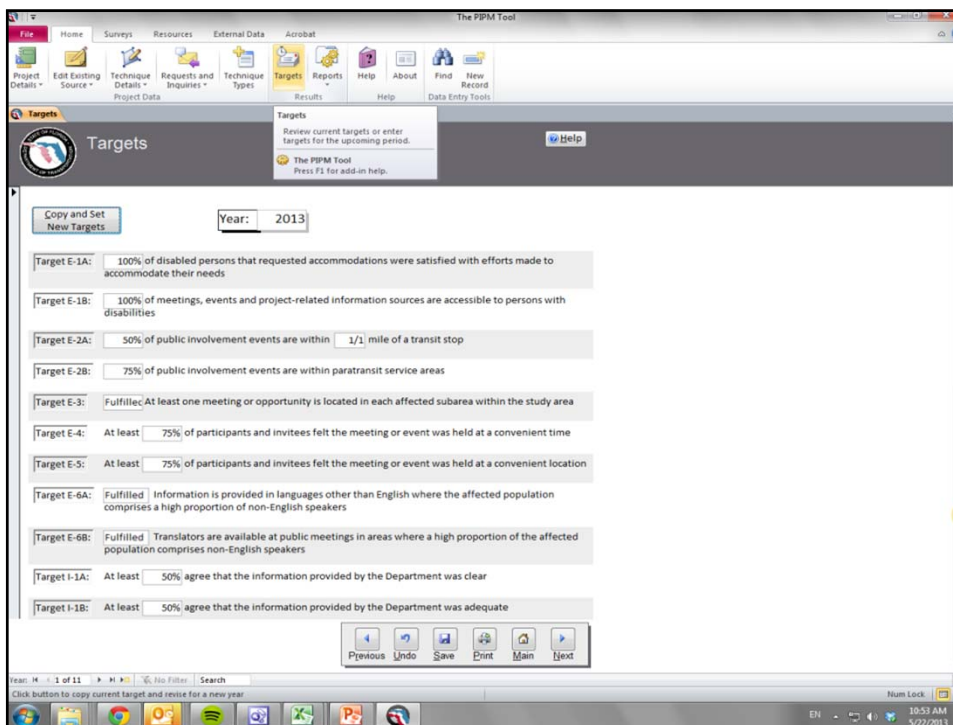 The PIPM Tool
File Home Surveys Resources External Data Acrobat
Project Details Edit Existing Source Technique Details Requests and Inquiries Technique Types Targets Reports Help About Find New Record
Project Data Results Help Data Entry Tools
Targets
Targets
Review current targets or enter
targets for the upcoming period.
The PIPM Tool
Press F1 for add-in help.
Targets
Help
Copy and Set
New Targets
Year: 2013
Target E-1A: 100% of disabled persons that requested accommodations were satisfied with efforts made to
accommodate their needs
Target E-1B: 100% of meetings, events and project-related information sources are accessible to persons with
disabilities
Target E-2A: 50% of public involvement events are within 1/1 mile of a transit stop
Target E-2B: 75% of public involvement events are within paratransit service areas
Target E-3: Fulfilled At least one meeting or opportunity is located in each affected subarea within the study area
Target E-4: At least 75% of participants and invitees felt the meeting or event was held at a convenient time
Target E-5: At least 75% of participants and invitees felt the meeting or event was held at a convenient location
Target E-6A: Fulfilled Information is provided in languages other than English where the affected population
comprises a high proportion of non-English speakers
Target E-6B: Fulfilled Translators are available at public meetings in areas where a high proportion of the affected
population comprises non-English speakers
Target I-1A: At least 50% agree that the information provided by the Department was clear
Target I-1B: At least 50% agree that the information provided by the Department was adequate
Previous Undo Save Print Main Next
Year: 1 of 11 No Filter Search
Click button to copy current target and revise for a new year Num Lock
EN 10:53 AM
5/22/2013